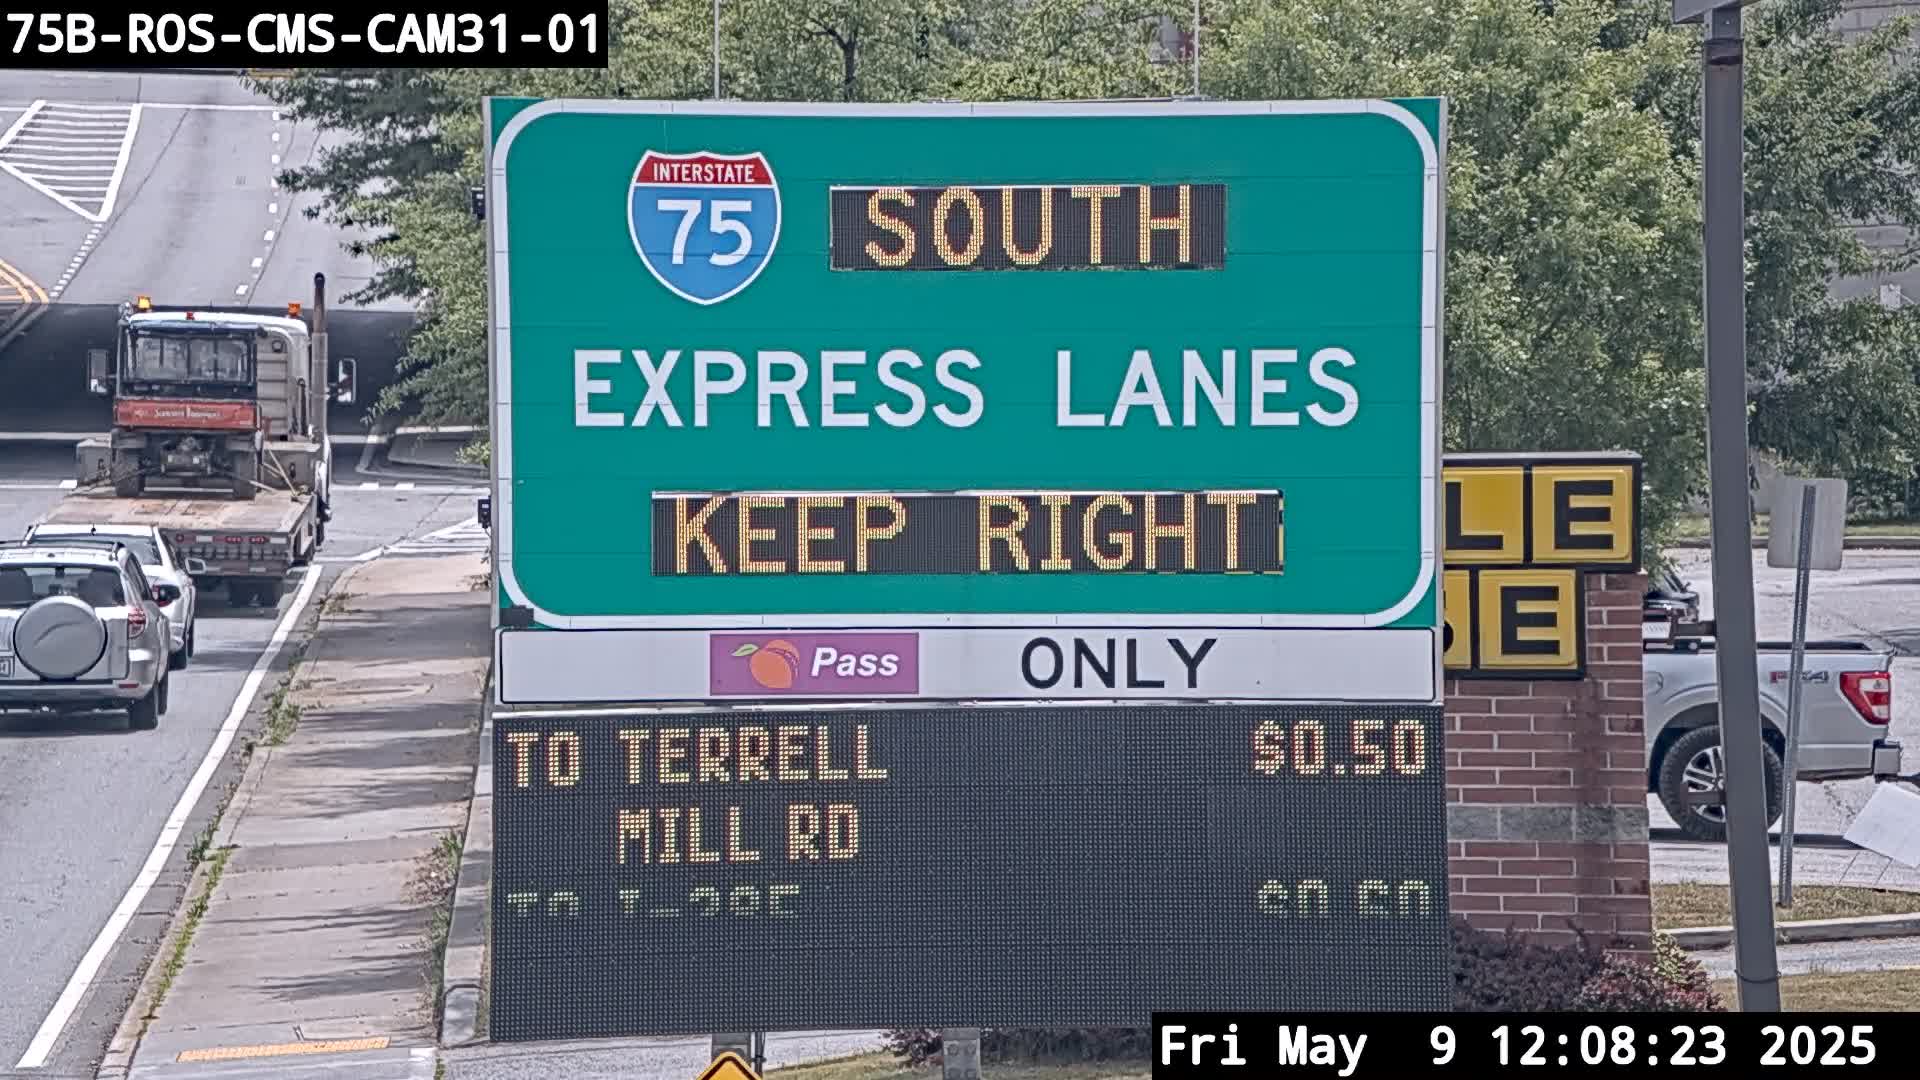 75B-ROS-CMS-CAM31-01
INTERSTATE
75
SOUTH
EXPRESS LANES
KEEP RIGHT
LE
E
Pass ONLY
TO TERRELL $0.50
MILL RD
Fri May 9 12:08:23 2025